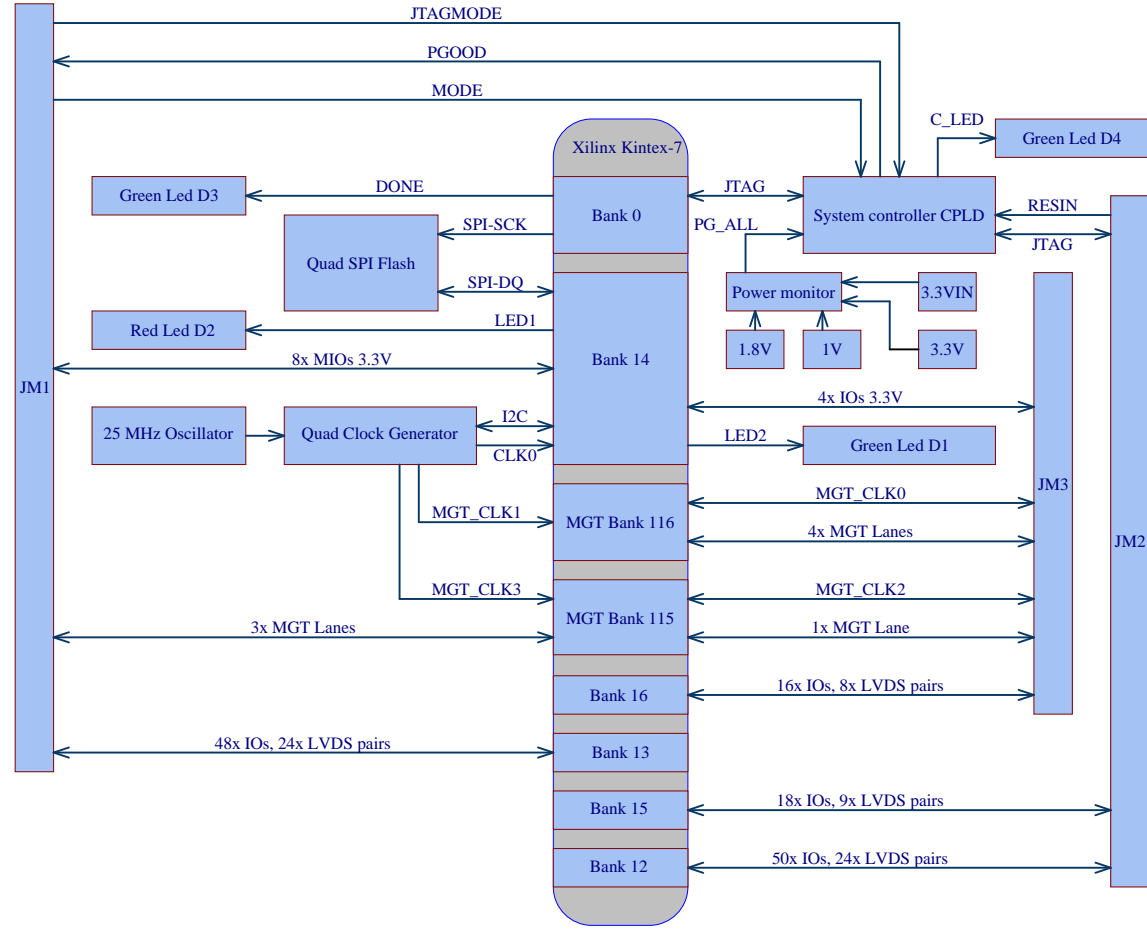 JTAGMODE
PGOOD
MODE
C_LED
Green Led D4
Xilinx Kintex-7
Green Led D3
DONE
Bank 0
JTAG
System controller CPLD
RESIN
JTAG
PG_ALL
SPI-SCK
Quad SPI Flash
SPI-DQ
Power monitor
3.3VIN
1.8V
1V
3.3V
Red Led D2
LED1
Bank 14
8x MIOs 3.3V
JM1
4x IOs 3.3V
25 MHz Oscillator
Quad Clock Generator
I2C
CLK0
LED2
Green Led D1
JM3
MGT_CLK1
MGT Bank 116
MGT_CLK0
4x MGT Lanes
JM2
MGT_CLK3
MGT Bank 115
MGT_CLK2
3x MGT Lanes
1x MGT Lane
Bank 16
16x IOs, 8x LVDS pairs
48x IOs, 24x LVDS pairs
Bank 13
Bank 15
18x IOs, 9x LVDS pairs
Bank 12
50x IOs, 24x LVDS pairs